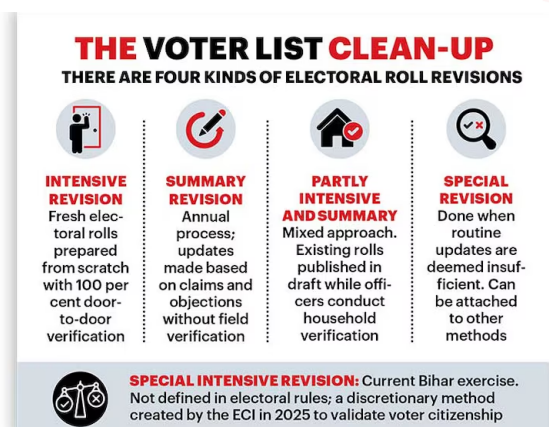 THE VOTER LIST CLEAN-UP
THERE ARE FOUR KINDS OF ELECTORAL ROLL REVISIONS
INTENSIVE
REVISION
Fresh elec-
toral rolls
prepared
from scratch
with 100 per
cent door-
to-door
verification
SUMMARY
REVISION
Annual
process;
updates
made based
on claims and
objections
without field
verification
PARTLY
INTENSIVE
AND SUMMARY
Mixed approach.
Existing rolls
published in
draft while offi-
cers conduct
household
verification
SPECIAL
REVISION
Done when
routine
updates are
deemed insuf-
ficient. Can
be attached
to other
methods
SPECIAL INTENSIVE REVISION: Current Bihar exercise.
Not defined in electoral rules; a discretionary method
created by the ECI in 2025 to validate voter citizenship